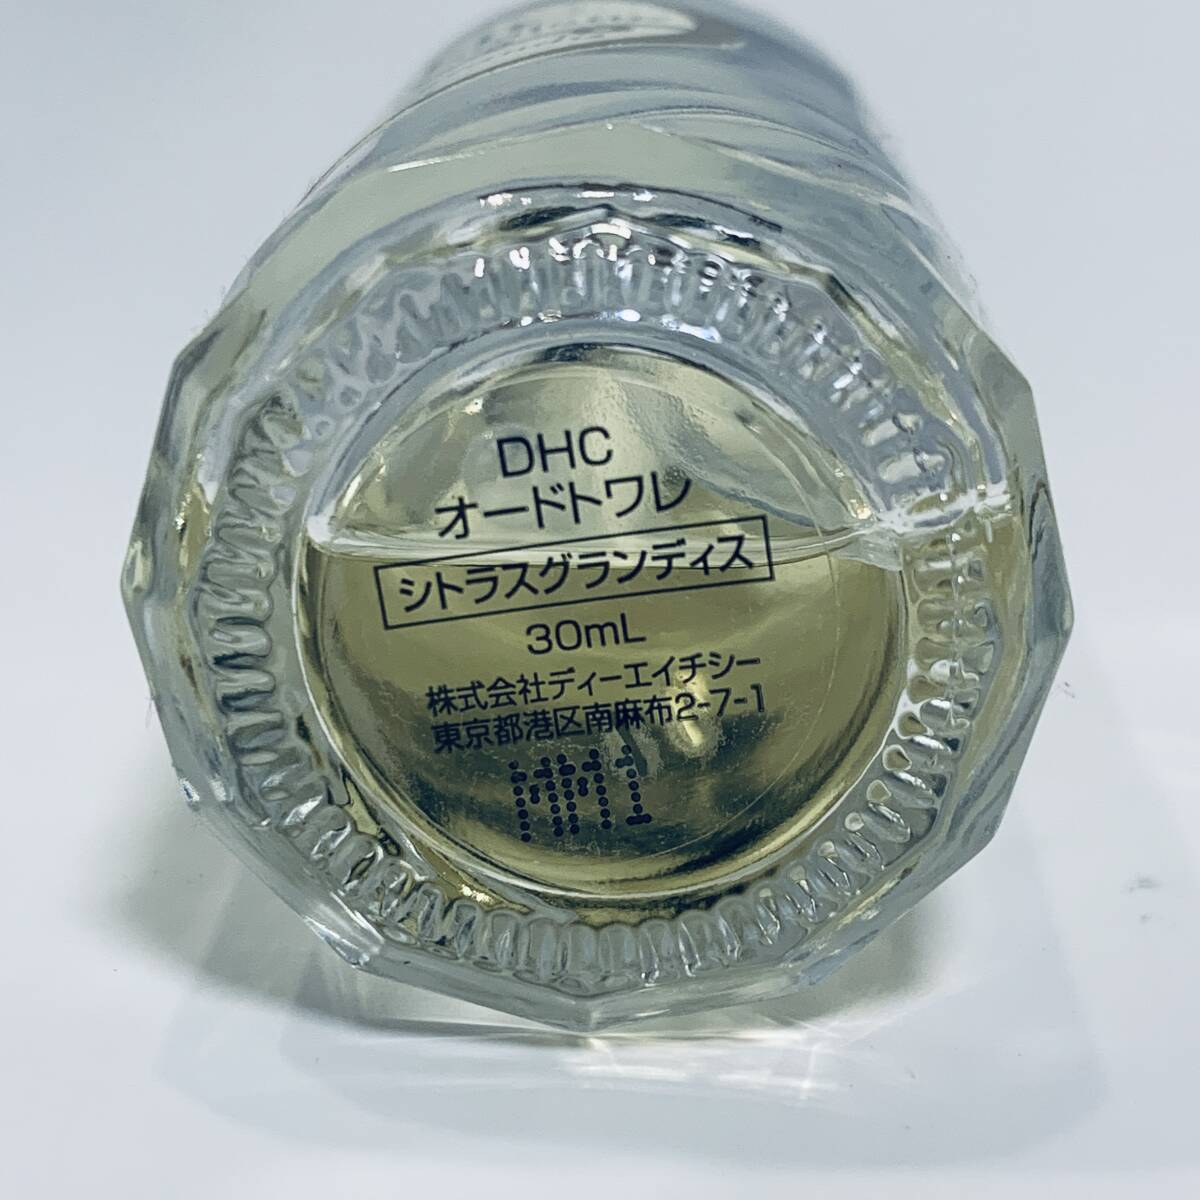 DHC
オードトワレ
シトラスグランディス
30mL
株式会社ディーエイチシー
東京都港区南麻布2-7-1
MM1